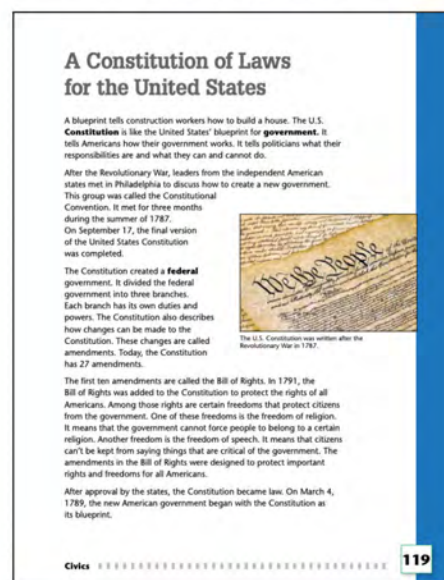 A Constitution of Laws
for the United States
A blueprint tells construction workers how to build a house. The U.S.
Constitution is like the United States' blueprint for government. It
tells Americans how their government works. It tells politicians what their
responsibilities are and what they can and cannot do.
After the Revolutionary War, leaders from the independent American
states met in Philadelphia to discuss how to create a new government.
This group was called the Constitutional
Convention. It met for three months
during the summer of 1787.
On September 17, the final version
of the United States Constitution
was completed.
The Constitution created a federal
government. It divided the federal
government into three branches.
Each branch has its own duties and
powers. The Constitution also describes
how changes can be made to the
Constitution. These changes are called
amendments. Today, the Constitution
has 27 amendments.
We the People
The U.S. Constitution was written after the
Revolutionary War in 1787.
The first ten amendments are called the Bill of Rights. In 1791, the
Bill of Rights was added to the Constitution to protect the rights of all
Americans. Among those rights are certain freedoms that protect citizens
from the government. One of these freedoms is the freedom of religion.
It means that the government cannot force people to belong to a certain
religion. Another freedom is the freedom of speech. It means that citizens
can't be kept from saying things that are critical of the government. The
amendments in the Bill of Rights were designed to protect important
rights and freedoms for all Americans.
After approval by the states, the Constitution became law. On March 4,
1789, the new American government began with the Constitution as
its blueprint.
Civics
119